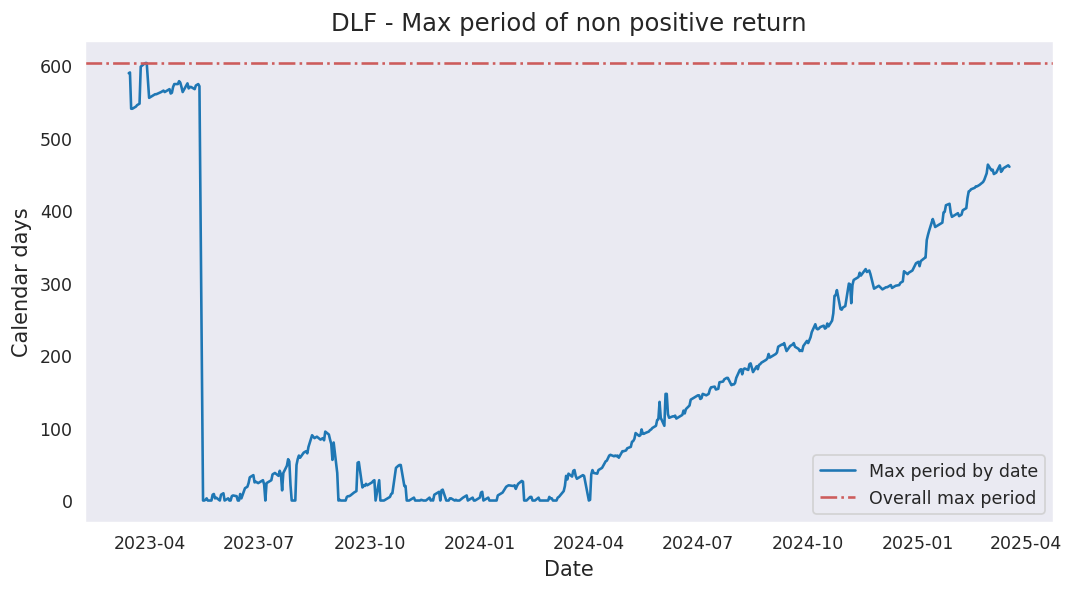 DLF - Max period of non positive return
Calendar days
600
500
400
300
200
100
0
2023-04 2023-07 2023-10 2024-01 2024-04 2024-07 2024-10 2025-01 2025-04
Date
Max period by date
Overall max period